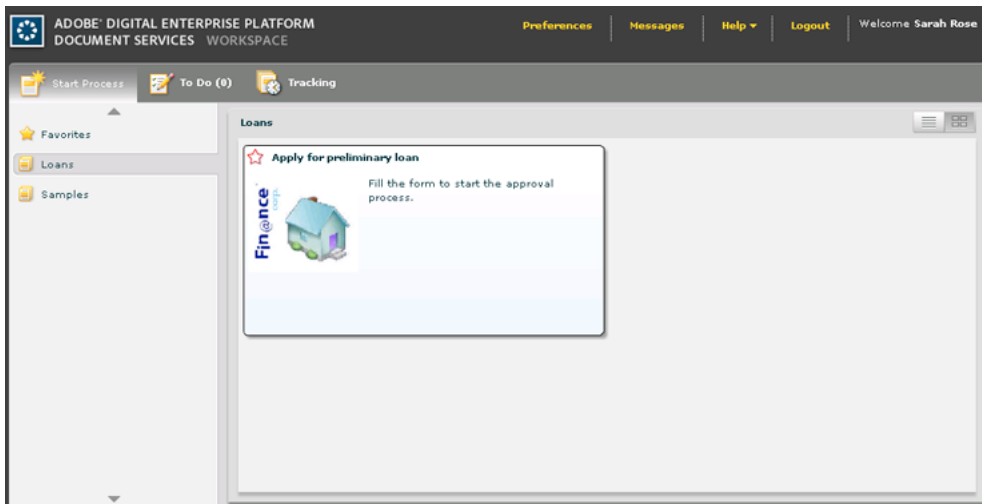 ADOBE® DIGITAL ENTERPRISE PLATFORM
DOCUMENT SERVICES WORKSPACE
Preferences
Messages
Help
Logout
Welcome Sarah Rose
Start Process
To Do (0)
Tracking
Favorites
Loans
Samples
Loans
Apply for preliminary loan
Fill the form to start the approval
process.
Fin@nce
corp.